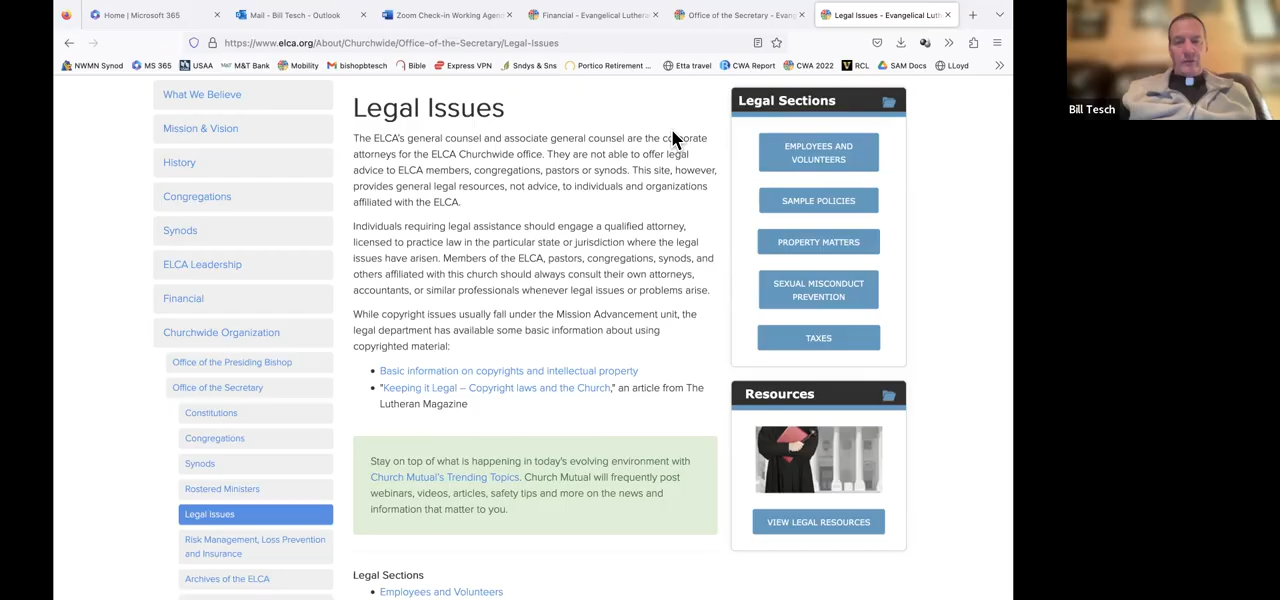 Home | Microsoft 365
Mail - Bill Tesch - Outlook
Zoom Check-in Working Agen
Financial - Evangelical Luthera
Office of the Secretary - Evang
Legal Issues - Evangelical Luth
https://www.elca.org/About/Churchwide/Office-of-the-Secretary/Legal-Issues
NWMN Synod
MS 365
USAA
M&T Bank
Mobility
bishopbtesch
Bible
Express VPN
Sndys & Sns
Portico Retirement ...
Etta travel
CWA Report
CWA 2022
RCL
SAM Docs
LLoyd
Bill Tesch
What We Believe
Mission & Vision
History
Congregations
Synods
ELCA Leadership
Financial
Churchwide Organization
Office of the Presiding Bishop
Office of the Secretary
Constitutions
Congregations
Synods
Rostered Ministers
Legal Issues
Risk Management, Loss Prevention
and Insurance
Archives of the ELCA
Legal Issues
The ELCA's general counsel and associate general counsel are the corporate
attorneys for the ELCA Churchwide office. They are not able to offer legal
advice to ELCA members, congregations, pastors or synods. This site, however,
provides general legal resources, not advice, to individuals and organizations
affiliated with the ELCA.
Individuals requiring legal assistance should engage a qualified attorney,
licensed to practice law in the particular state or jurisdiction where the legal
issues have arisen. Members of the ELCA, pastors, congregations, synods, and
others affiliated with this church should always consult their own attorneys,
accountants, or similar professionals whenever legal issues or problems arise.
While copyright issues usually fall under the Mission Advancement unit, the
legal department has available some basic information about using
copyrighted material:
Basic information on copyrights and intellectual property
"Keeping it Legal – Copyright laws and the Church," an article from The
Lutheran Magazine
Stay on top of what is happening in today's evolving environment with
Church Mutual's Trending Topics. Church Mutual will frequently post
webinars, videos, articles, safety tips and more on the news and
information that matter to you.
Legal Sections
Employees and Volunteers
Legal Sections
EMPLOYEES AND
VOLUNTEERS
SAMPLE POLICIES
PROPERTY MATTERS
SEXUAL MISCONDUCT
PREVENTION
TAXES
Resources
VIEW LEGAL RESOURCES